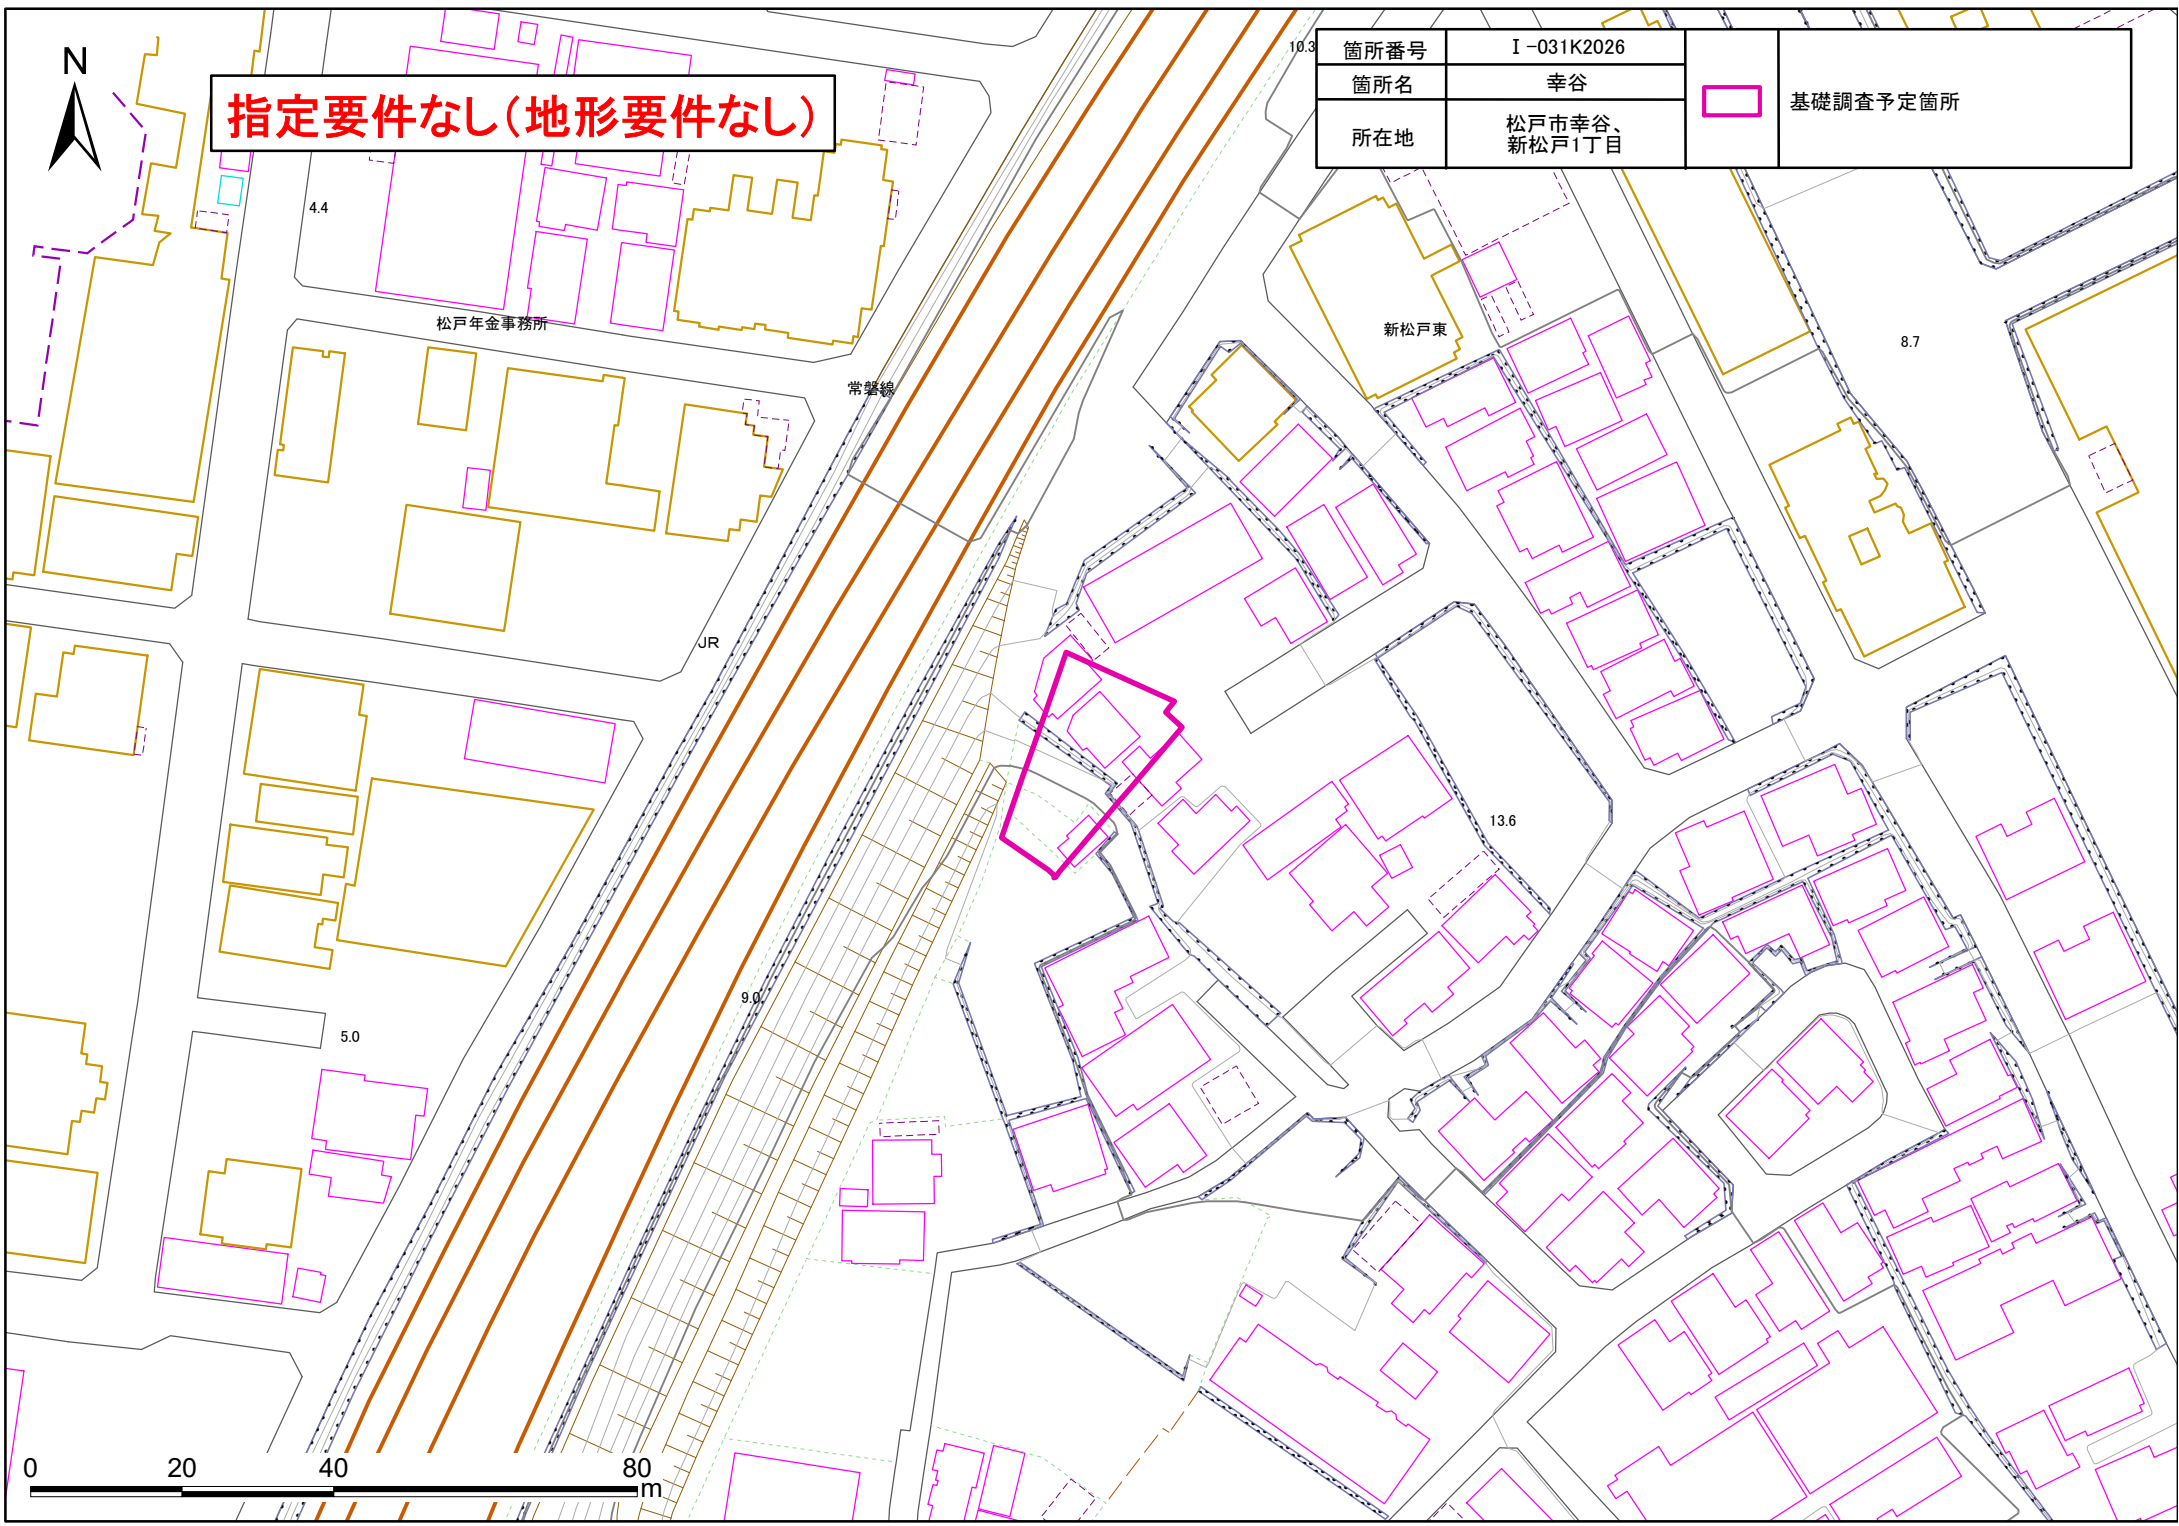 N
指定要件なし(地形要件なし)
箇所番号
Ⅰ-031K2026
箇所名
幸谷
所在地
松戸市幸谷、
新松戸1丁目
基礎調査予定箇所
10.3
4.4
松戸年金事務所
常磐線
新松戸東
8.7
JR
13.6
9.0
5.0
0 20 40 80
m